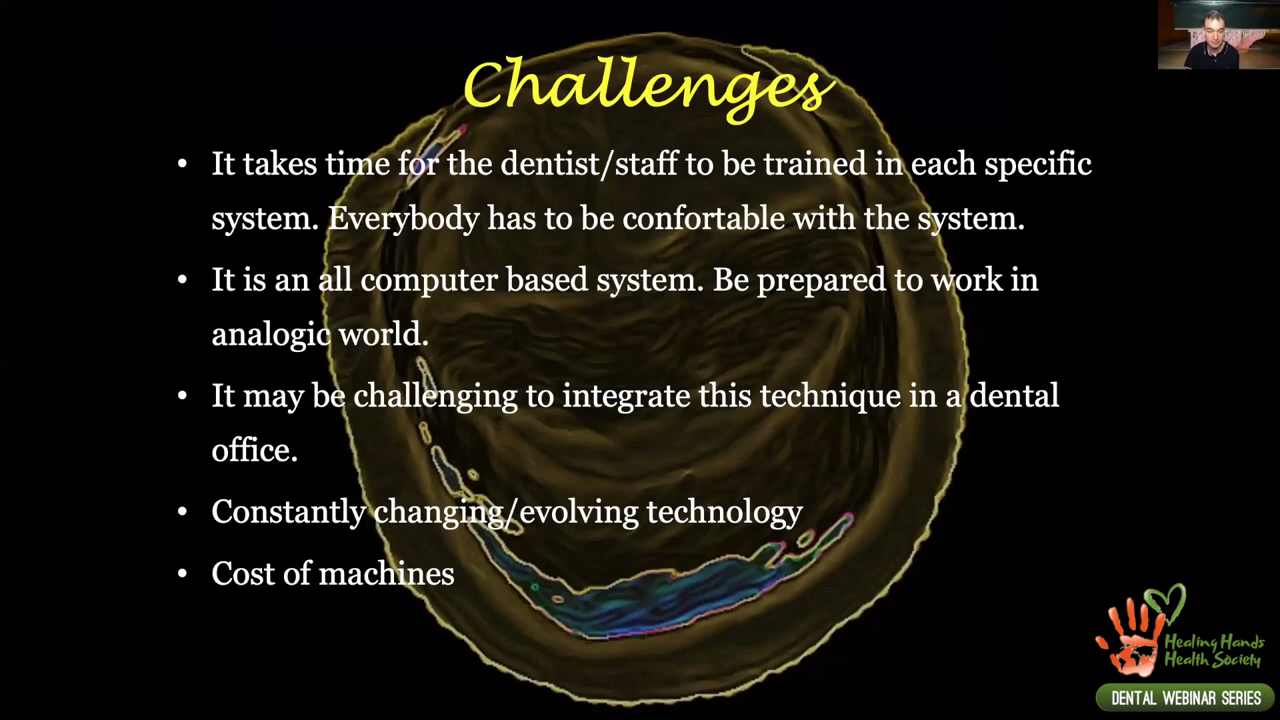 Challenges
• It takes time for the dentist/staff to be trained in each specific
system. Everybody has to be confortable with the system.
• It is an all computer based system. Be prepared to work in
analogic world.
• It may be challenging to integrate this technique in a dental
office.
• Constantly changing/evolving technology
• Cost of machines
Healing Hands
Health Society
DENTAL WEBINAR SERIES